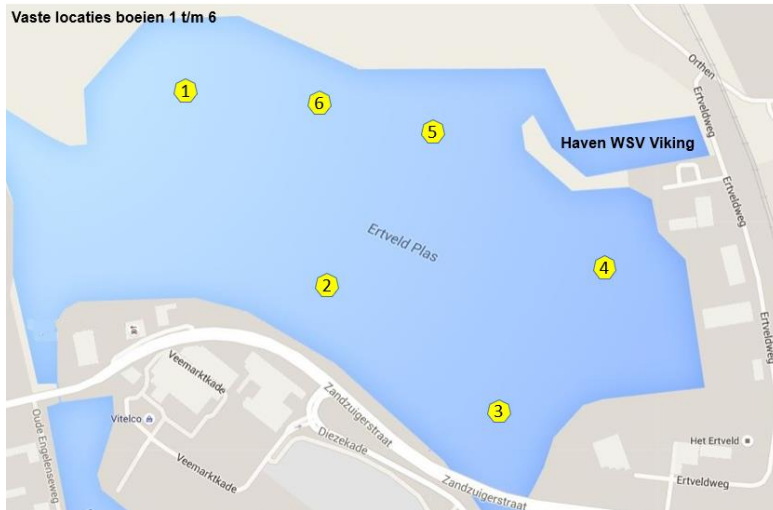 Vaste locaties boeien 1 t/m 6
1
6
5
Haven WSV Viking
Orthen
Ertveldweg
Ertveldweg
Ertveld Plas
4
2
Ertveldweg
Veemarktkade
Zandzuigerstraat
3
Vitelco
Diezekade
Oude Engelenseweg
Veemarktkade
Zandzuigerstraat
Het Ertveld
Ertveldweg